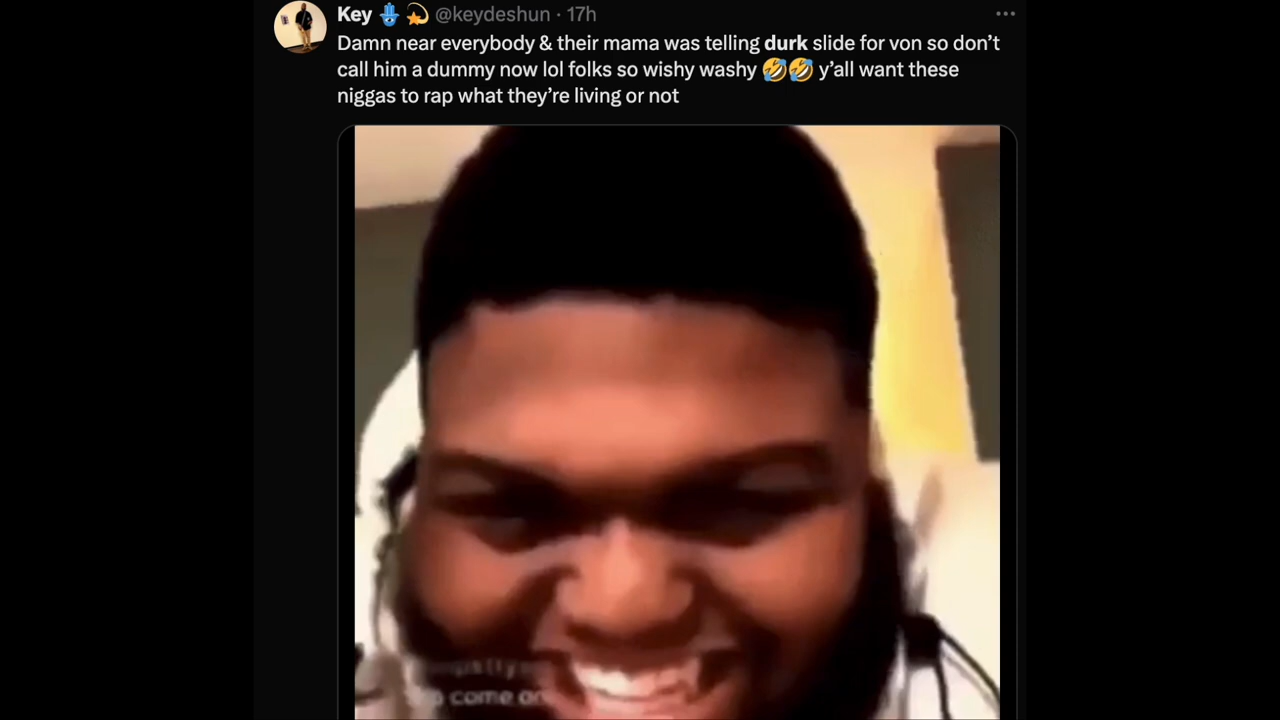 Key 🪬 💫 @keydeshun · 17h
Damn near everybody & their mama was telling durk slide for von so don’t
call him a dummy now lol folks so wishy washy 🤣🤣 y’all want these
niggas to rap what they’re living or not
come on